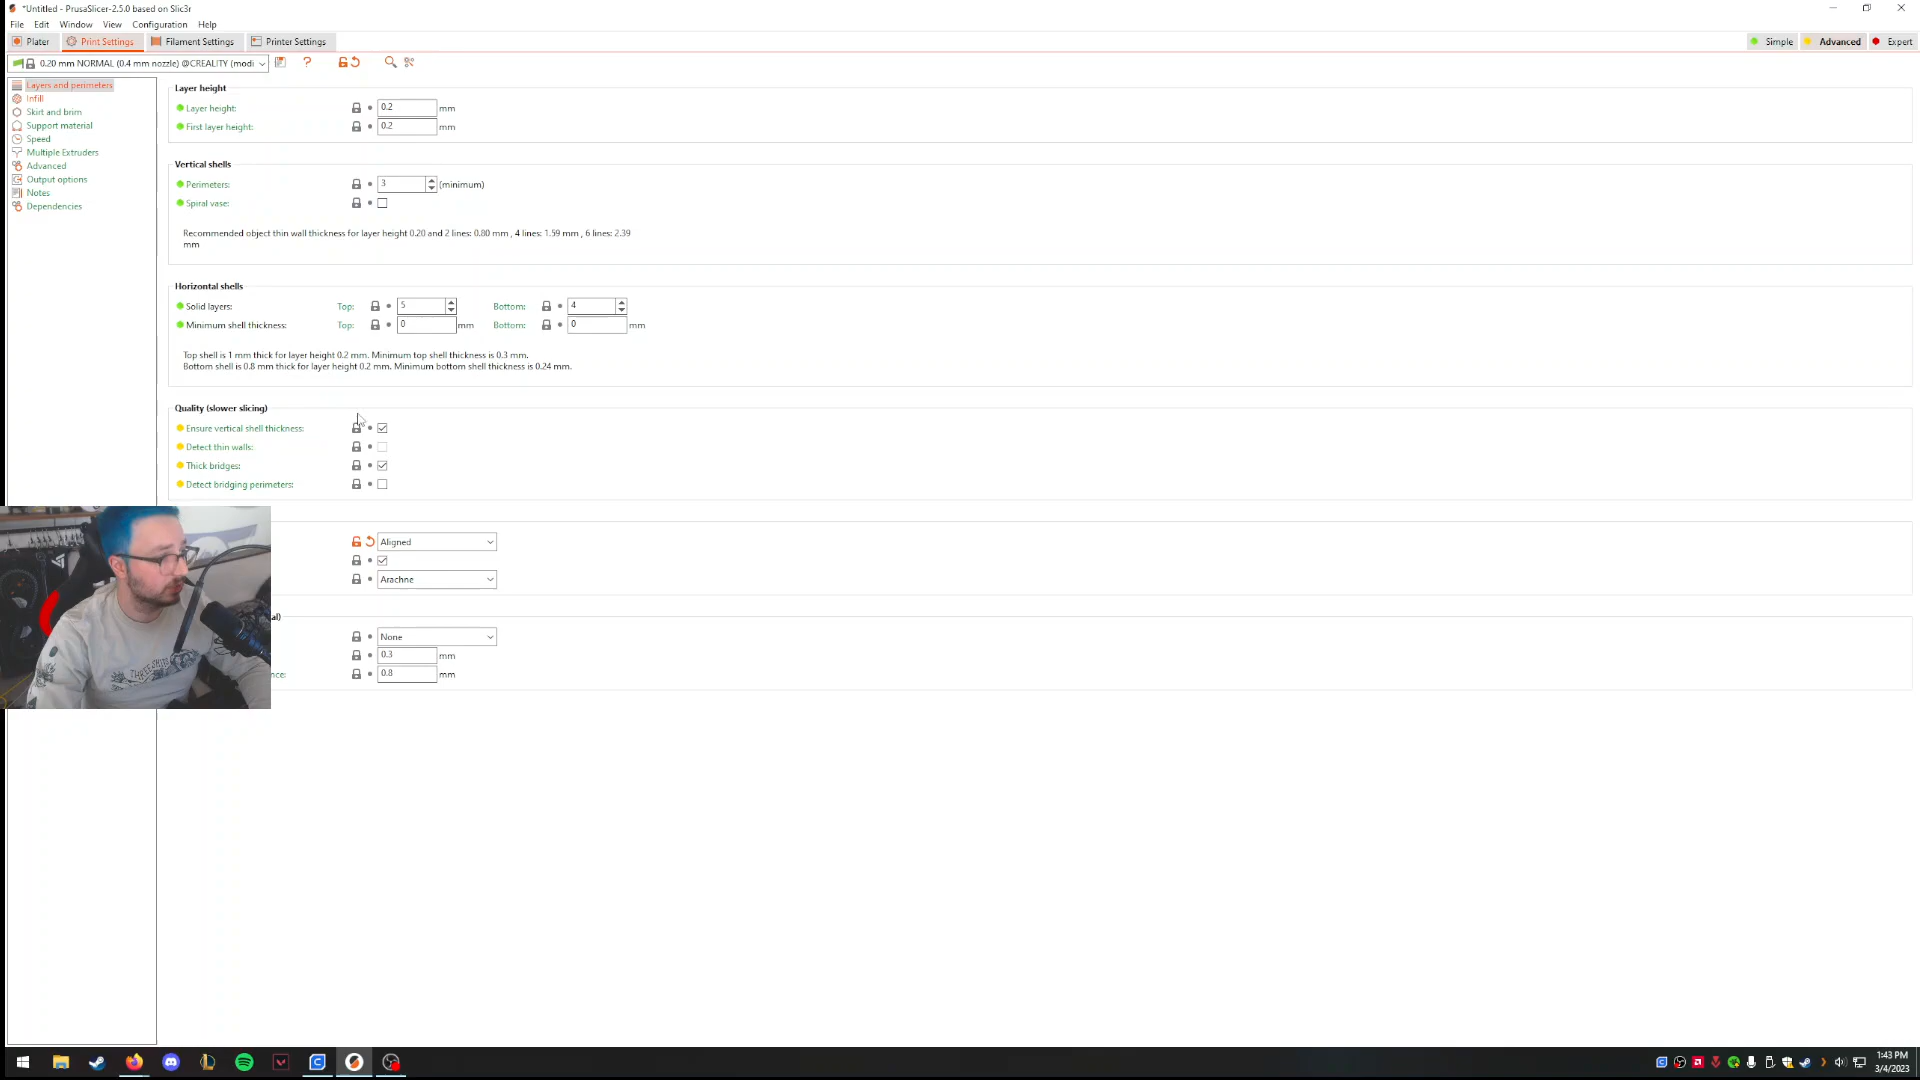 *Untitled - PrusaSlicer-2.5.0 based on Slic3r
File Edit Window View Configuration Help
Plater Print Settings Filament Settings Printer Settings Simple Advanced Expert
0.20 mm NORMAL (0.4 mm nozzle) @CREALITY (modi
Layers and perimeters
Infill
Skirt and brim
Support material
Speed
Multiple Extruders
Advanced
Output options
Notes
Dependencies
Layer height
Layer height: 0.2 mm
First layer height: 0.2 mm
Vertical shells
Perimeters: 3 (minimum)
Spiral vase:
Recommended object thin wall thickness for layer height 0.20 and 2 lines: 0.80 mm , 4 lines: 1.59 mm , 6 lines: 2.39
mm
Horizontal shells
Solid layers: Top: 5 Bottom: 4
Minimum shell thickness: Top: 0 mm Bottom: 0 mm
Top shell is 1 mm thick for layer height 0.2 mm. Minimum top shell thickness is 0.3 mm.
Bottom shell is 0.8 mm thick for layer height 0.2 mm. Minimum bottom shell thickness is 0.24 mm.
Quality (slower slicing)
Ensure vertical shell thickness:
Detect thin walls:
Thick bridges:
Detect bridging perimeters:
Aligned
Arachne
al)
None
0.3 mm
nce: 0.8 mm
1:43 PM
3/4/2023